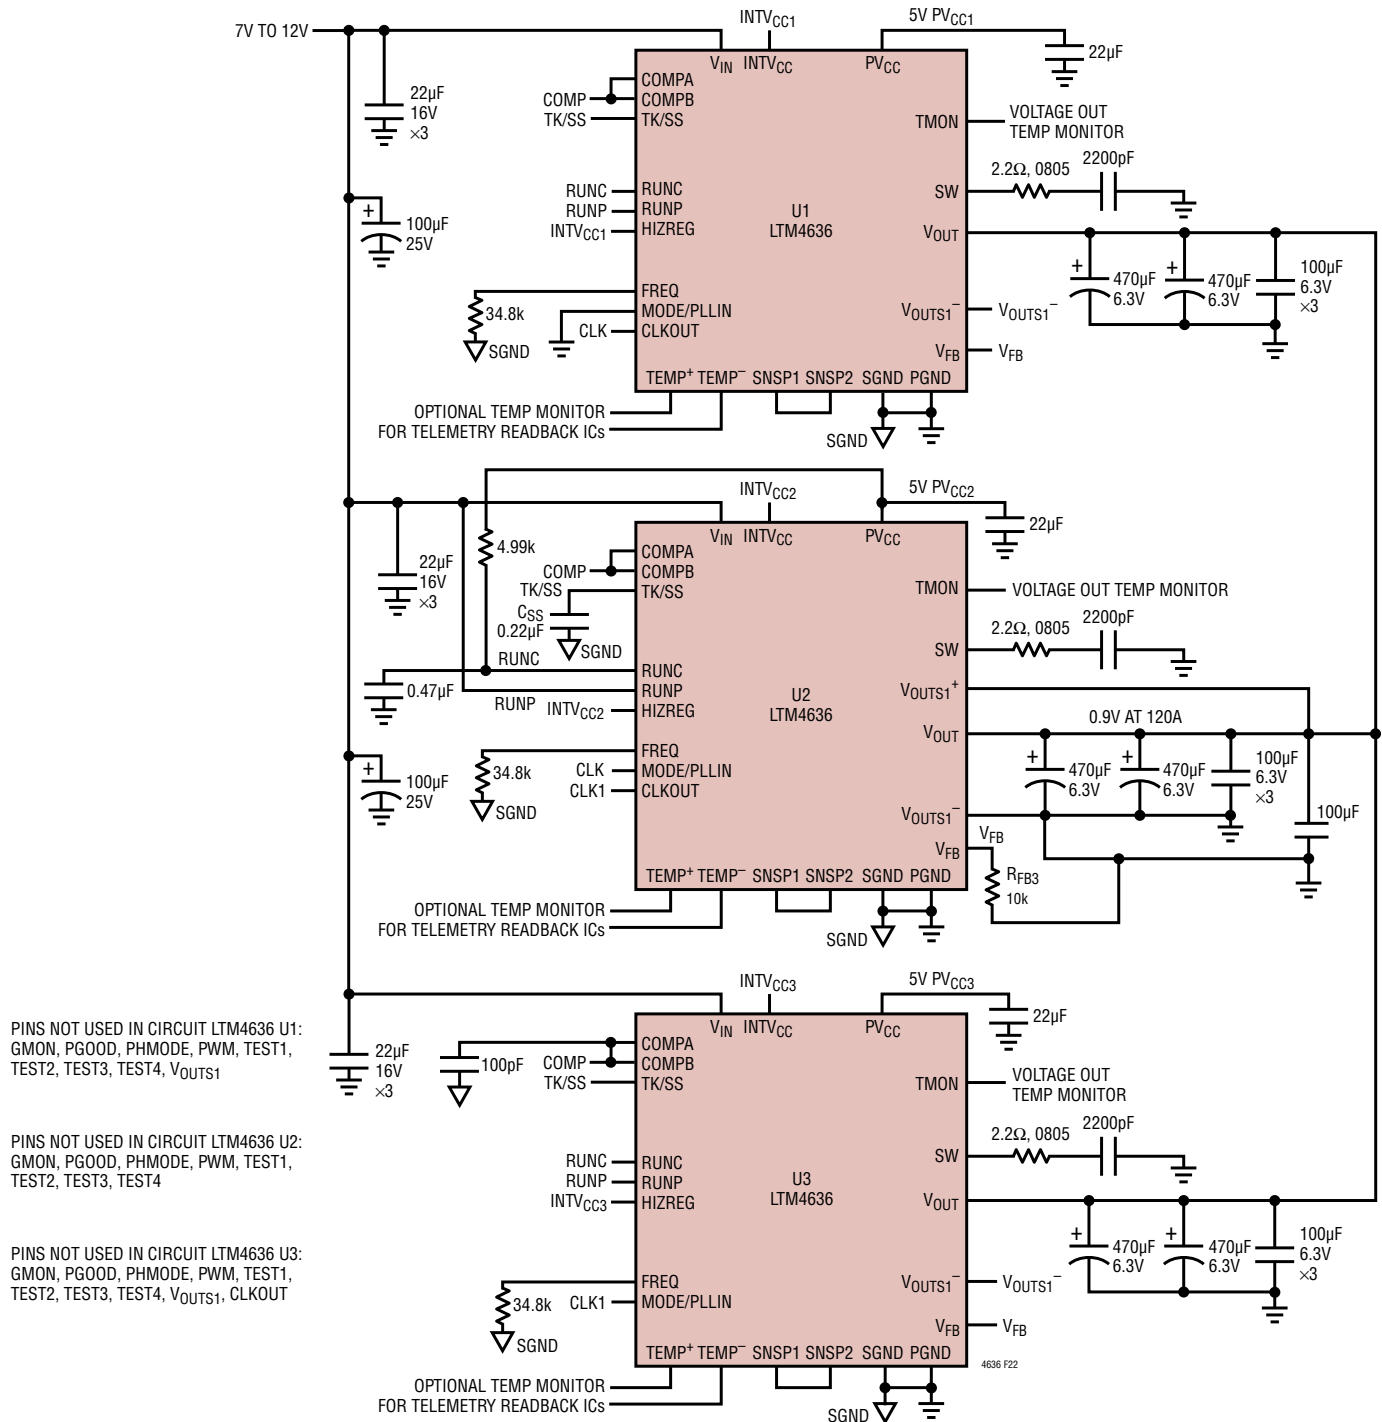 7V TO 12V
INTVCC1
5V PVCC1
22µF
22µF
16V
×3
100µF
25V
VIN INTVCC PVCC
COMP
TK/SS
COMPA
COMPB
TK/SS
RUNC
RUNP
INTVCC1
RUNC
RUNP
HIZREG
U1
LTM4636
TMON
VOLTAGE OUT
TEMP MONITOR
SW
2.2Ω, 0805
2200pF
VOUT
470µF
6.3V
470µF
6.3V
100µF
6.3V
×3
34.8k
SGND
CLK
FREQ
MODE/PLLIN
CLKOUT
VOUTS1–
VOUTS1–
VFB
VFB
TEMP+ TEMP– SNSP1 SNSP2 SGND PGND
OPTIONAL TEMP MONITOR
FOR TELEMETRY READBACK ICs
SGND
INTVCC2
5V PVCC2
22µF
22µF
16V
×3
4.99k
VIN INTVCC PVCC
COMP
TK/SS
CSS
0.22µF
SGND
COMPA
COMPB
TK/SS
RUNC
0.47µF
RUNP
INTVCC2
RUNC
RUNP
HIZREG
U2
LTM4636
TMON
VOLTAGE OUT TEMP MONITOR
SW
2.2Ω, 0805
2200pF
VOUTS1+
VOUT
0.9V AT 120A
470µF
6.3V
470µF
6.3V
100µF
6.3V
×3
100µF
100µF
25V
34.8k
SGND
CLK
CLK1
FREQ
MODE/PLLIN
CLKOUT
VOUTS1–
VFB
VFB
RFB3
10k
TEMP+ TEMP– SNSP1 SNSP2 SGND PGND
OPTIONAL TEMP MONITOR
FOR TELEMETRY READBACK ICs
SGND
INTVCC3
5V PVCC3
22µF
22µF
16V
×3
100pF
VIN INTVCC PVCC
COMP
TK/SS
COMPA
COMPB
TK/SS
RUNC
RUNP
INTVCC3
RUNC
RUNP
HIZREG
U3
LTM4636
TMON
VOLTAGE OUT
TEMP MONITOR
SW
2.2Ω, 0805
2200pF
VOUT
470µF
6.3V
470µF
6.3V
100µF
6.3V
×3
34.8k
SGND
CLK1
FREQ
MODE/PLLIN
VOUTS1–
VOUTS1–
VFB
VFB
TEMP+ TEMP– SNSP1 SNSP2 SGND PGND
4636 F22
OPTIONAL TEMP MONITOR
FOR TELEMETRY READBACK ICs
SGND
PINS NOT USED IN CIRCUIT LTM4636 U1:
GMON, PGOOD, PHMODE, PWM, TEST1,
TEST2, TEST3, TEST4, VOUTS1
PINS NOT USED IN CIRCUIT LTM4636 U2:
GMON, PGOOD, PHMODE, PWM, TEST1,
TEST2, TEST3, TEST4
PINS NOT USED IN CIRCUIT LTM4636 U3:
GMON, PGOOD, PHMODE, PWM, TEST1,
TEST2, TEST3, TEST4, VOUTS1, CLKOUT